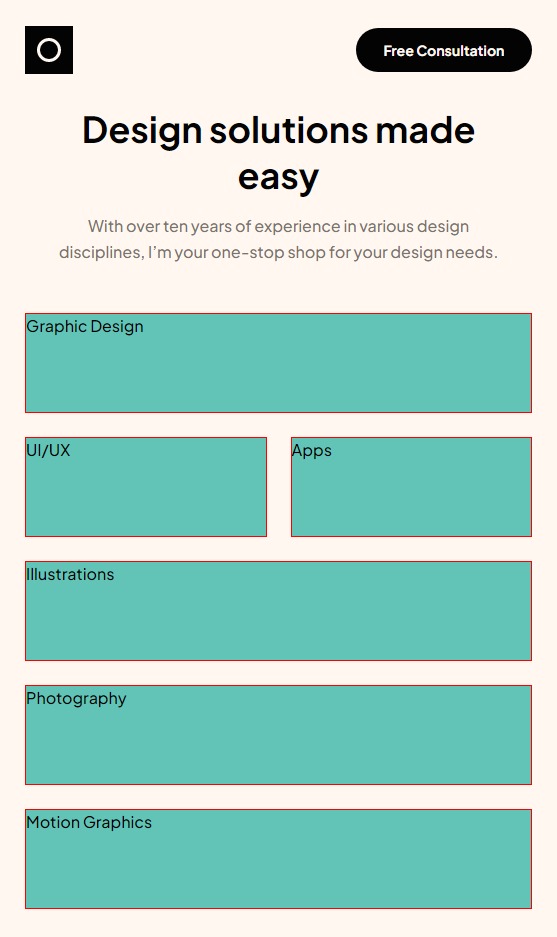 Free Consultation
Design solutions made
easy
With over ten years of experience in various design
disciplines, I’m your one-stop shop for your design needs.
Graphic Design
UI/UX
Apps
Illustrations
Photography
Motion Graphics